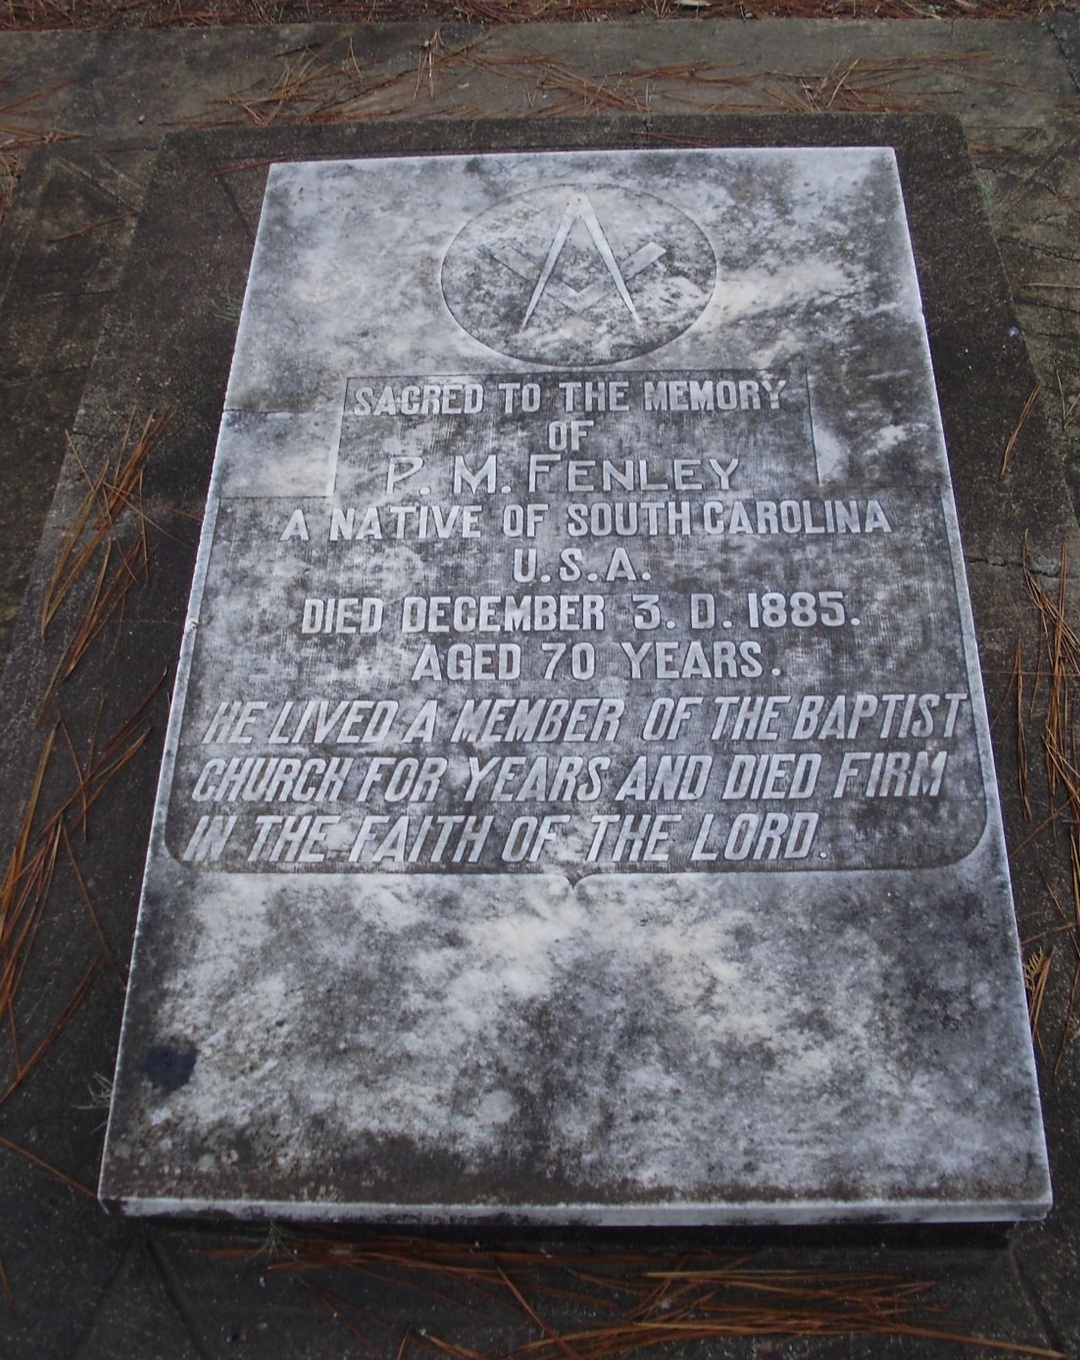 SACRED TO THE MEMORY
OF
P. M. FENLEY
A NATIVE OF SOUTH CAROLINA
U.S.A.
DIED DECEMBER 3. D. 1885.
AGED 70 YEARS.
HE LIVED A MEMBER OF THE BAPTIST
CHURCH FOR YEARS AND DIED FIRM
IN THE FAITH OF THE LORD.